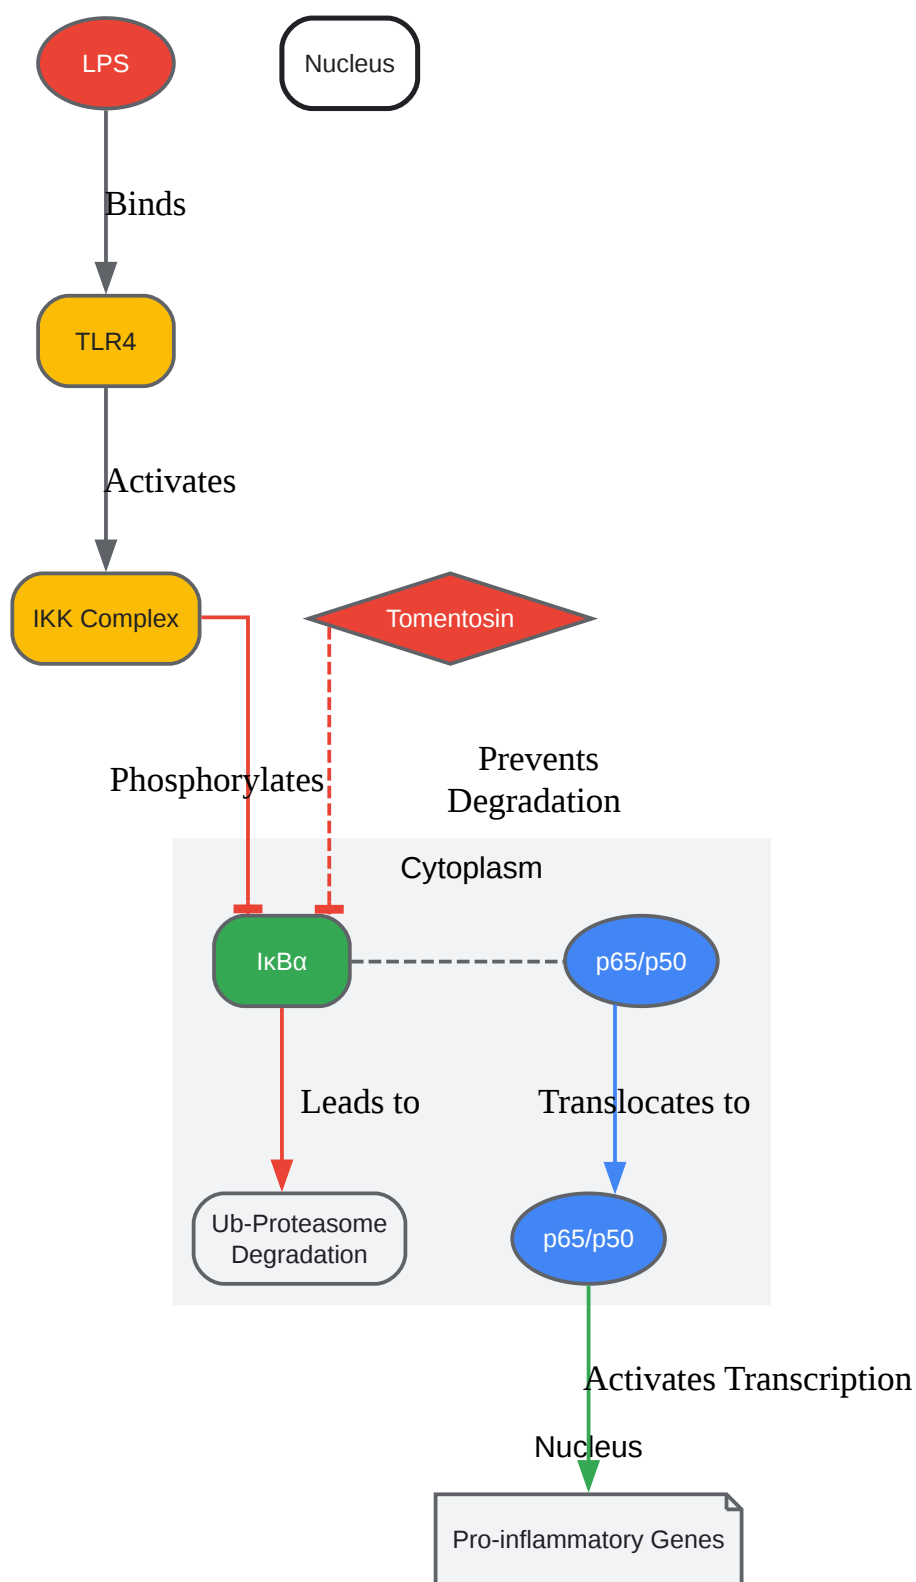 LPS
Nucleus
Binds
TLR4
Activates
IKK Complex
Tomentosin
Phosphorylates
Prevents
Degradation
Cytoplasm
IκBα
p65/p50
Leads to
Translocates to
Ub-Proteasome
Degradation
p65/p50
Activates Transcription
Nucleus
Pro-inflammatory Genes